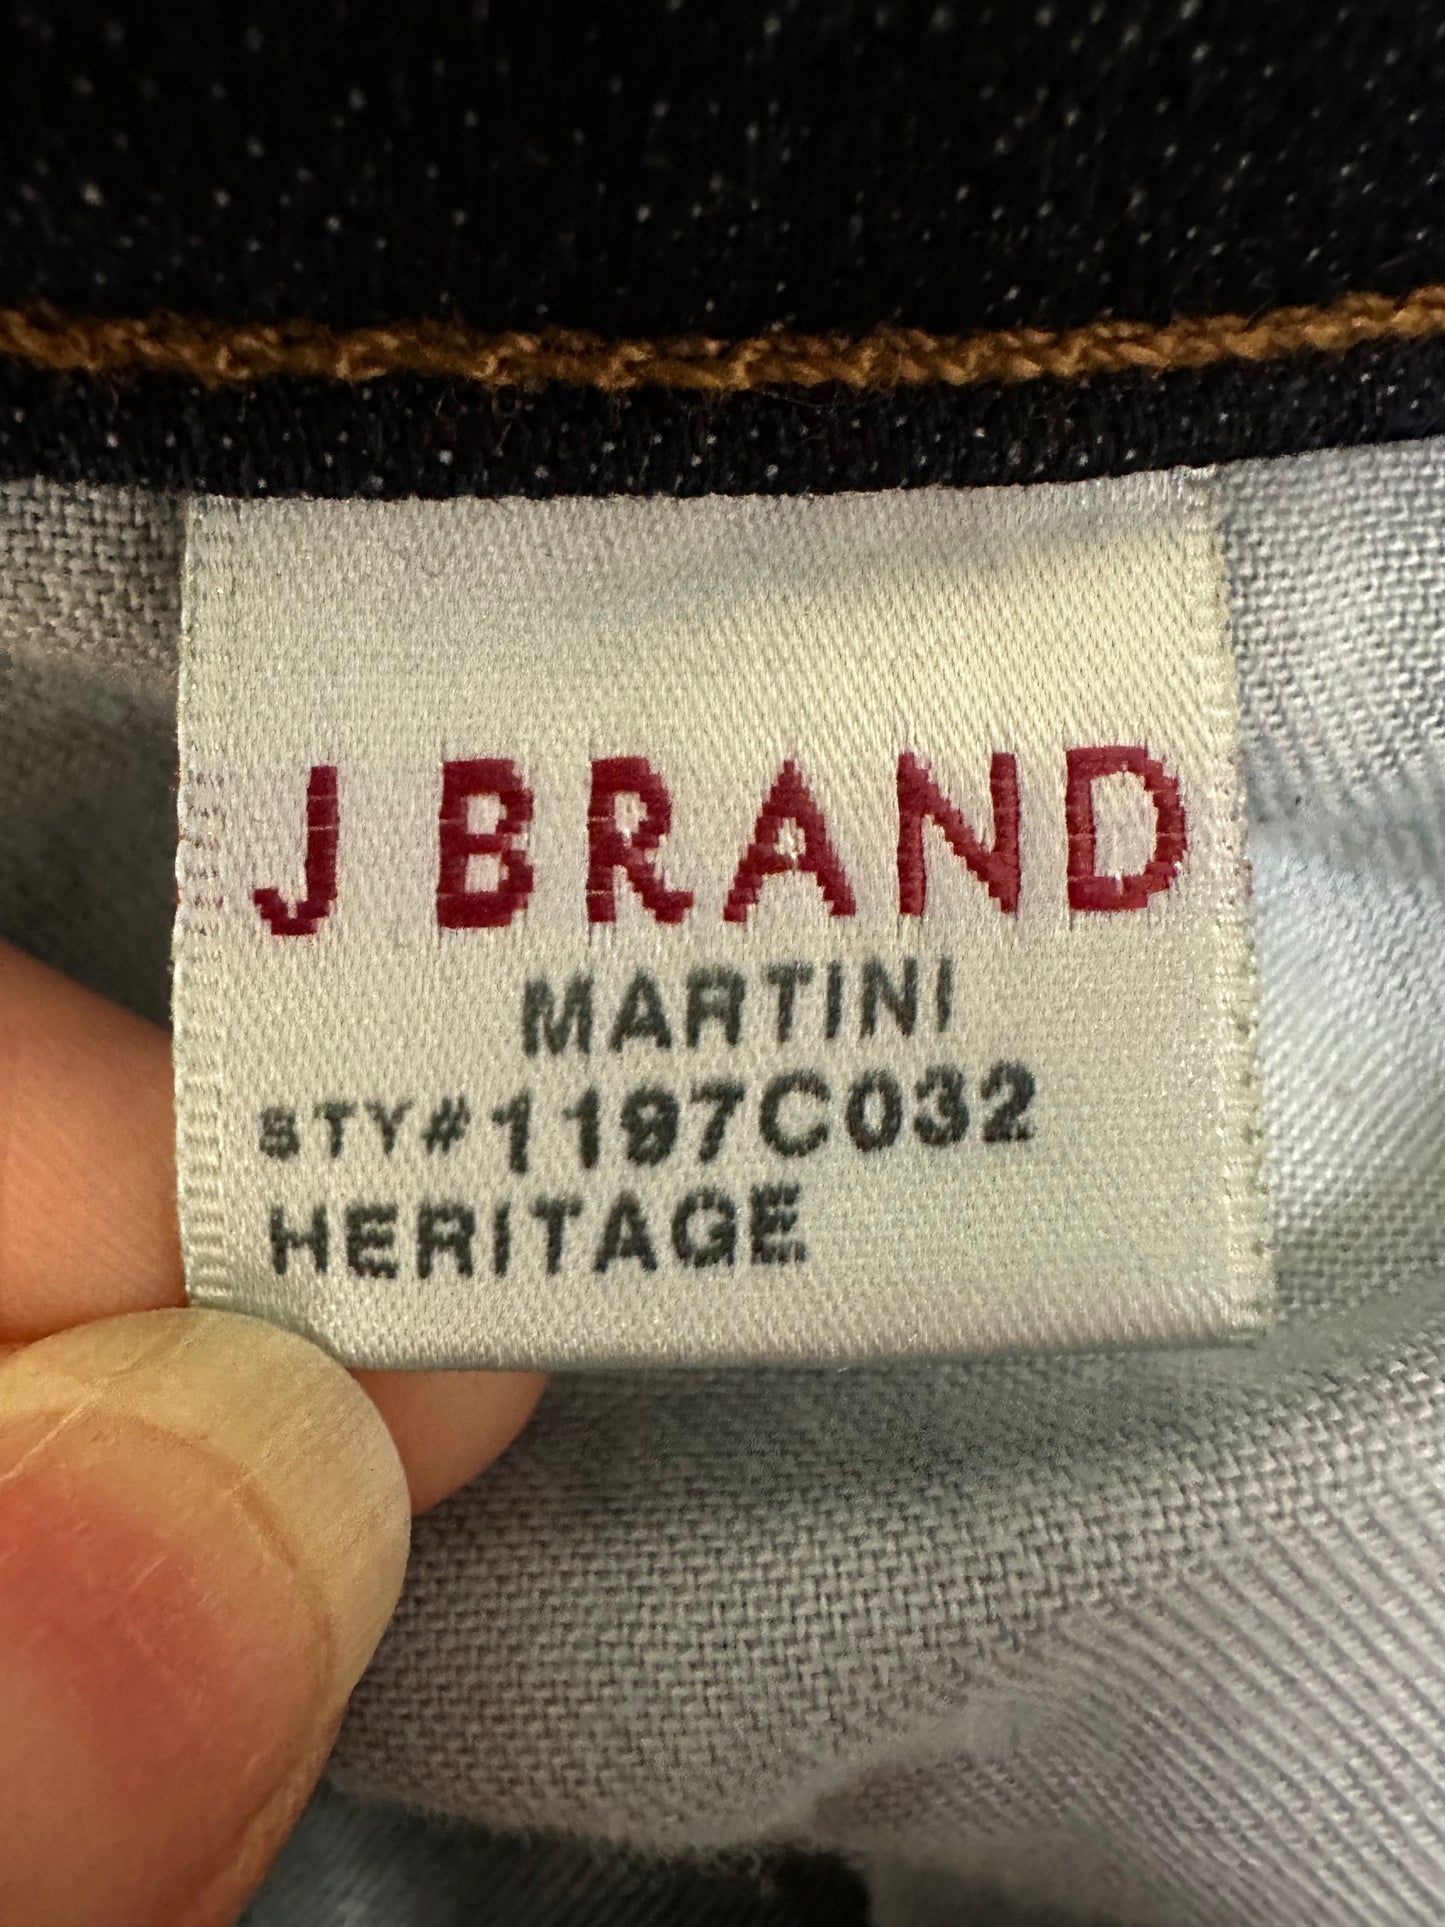 J BRAND
MARTINI
STY#1197C032
HERITAGE